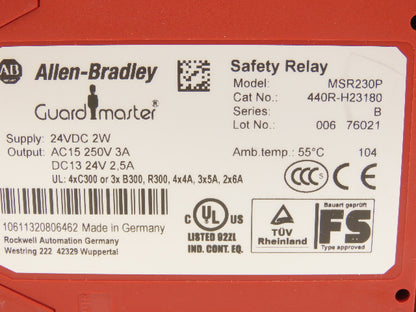 AB Allen-Bradley
Guardmaster®
Safety Relay
Model: MSR230P
Cat No.: 440R-H23180
Series: B
Lot No.: 006 76021
Supply: 24VDC 2W
Output: AC15 250V 3A
DC13 24V 2,5A
Amb.temp.: 55°C 104
UL: 4xC300 or 3x B300, R300, 4x4A, 3x5A, 2x6A
10611320806462 Made in Germany
Rockwell Automation Germany
Westring 222 42329 Wuppertal
CCC CE
C UL US
LISTED 92ZL
IND. CONT. EQ.
TÜV
Rheinland
Bauart geprüft
FS
Type approved